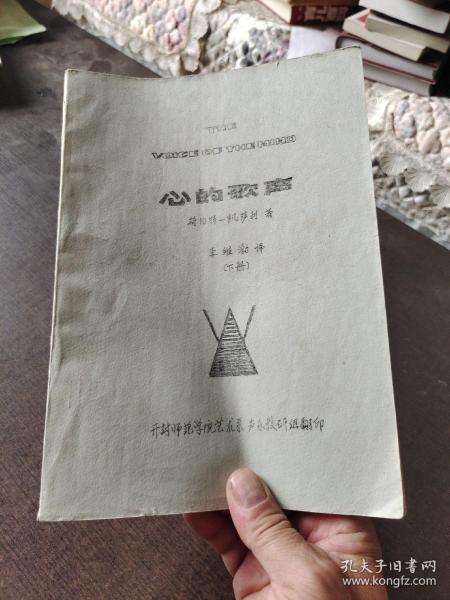 THE
VOICE OF THE MIND
心的歌声
赫伯特—凯萨利 著
李维渤 译
(下册)
开封师范学院艺术系声乐教研组翻印
孔夫子旧书网
www.kongfz.com